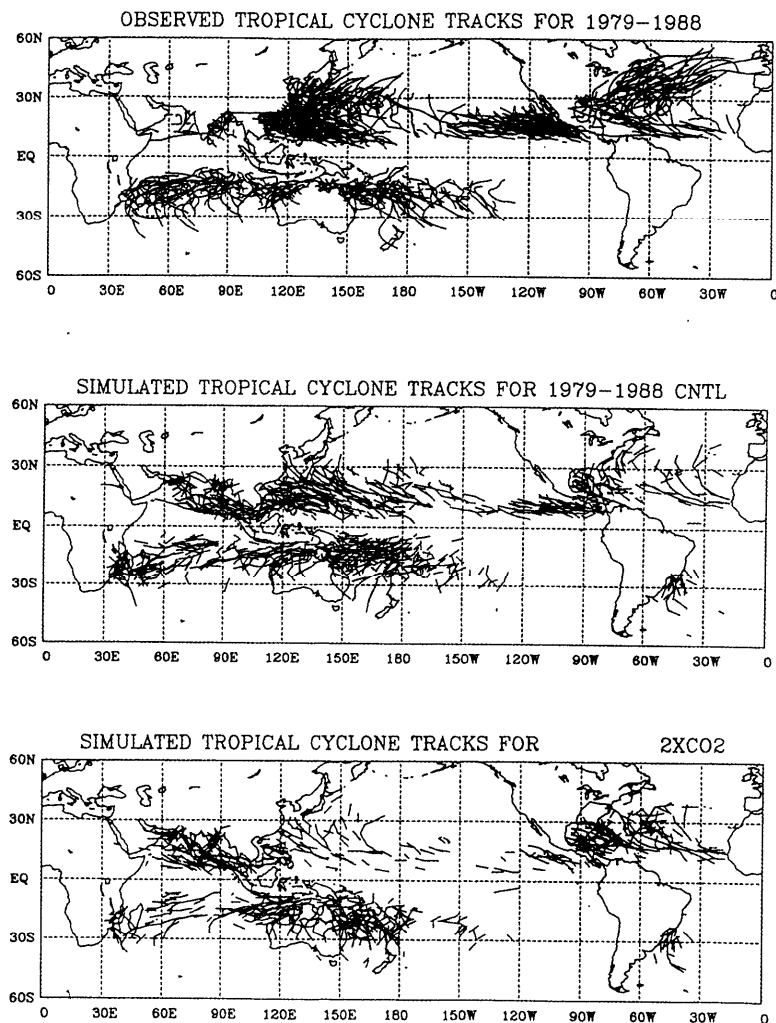 OBSERVED TROPICAL CYCLONE TRACKS FOR 1979-1988
60N
30N
EQ
30S
60S
0 30E 60E 90E 120E 150E 180 150W 120W 90W 60W 30W 0
SIMULATED TROPICAL CYCLONE TRACKS FOR 1979-1988 CNTL
60N
30N
EQ
30S
60S
0 30E 60E 90E 120E 150E 180 150W 120W 90W 60W 30W 0
SIMULATED TROPICAL CYCLONE TRACKS FOR 2XCO2
60N
30N
EQ
30S
60S
0 30E 60E 90E 120E 150E 180 150W 120W 90W 60W 30W 0